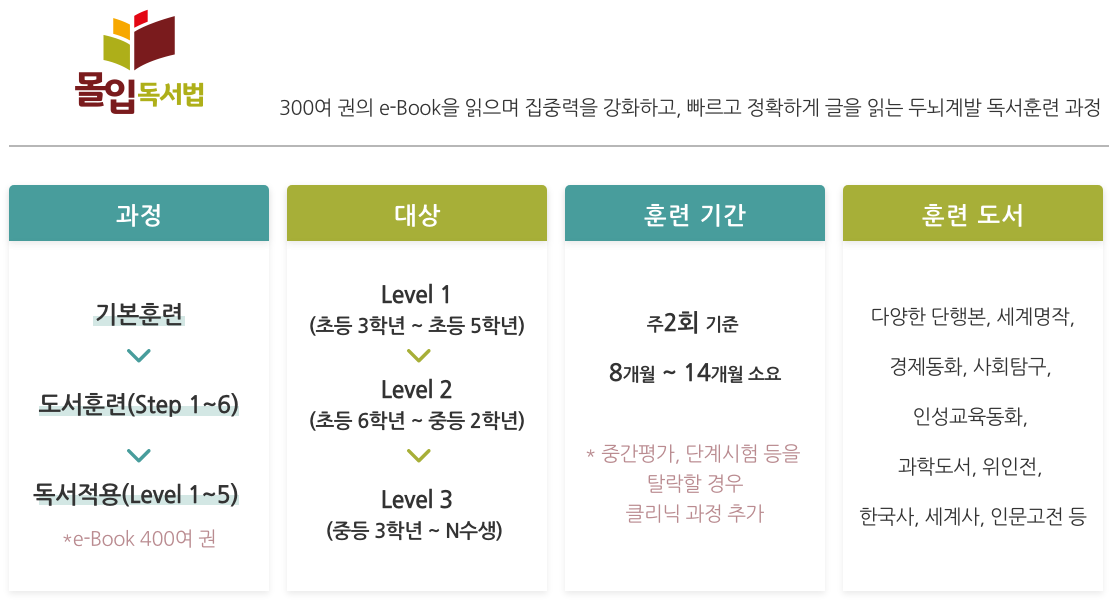 몰입독서법
300여 권의 e-Book을 읽으며 집중력을 강화하고, 빠르고 정확하게 글을 읽는 두뇌계발 독서훈련 과정
과정
기본훈련
도서훈련(Step 1~6)
독서적용(Level 1~5)
*e-Book 400여 권
대상
Level 1
(초등 3학년 ~ 초등 5학년)
Level 2
(초등 6학년 ~ 중등 2학년)
Level 3
(중등 3학년 ~ N수생)
훈련 기간
주2회 기준
8개월 ~ 14개월 소요
* 중간평가, 단계시험 등을
탈락할 경우
클리닉 과정 추가
훈련 도서
다양한 단행본, 세계명작,
경제동화, 사회탐구,
인성교육동화,
과학도서, 위인전,
한국사, 세계사, 인문고전 등